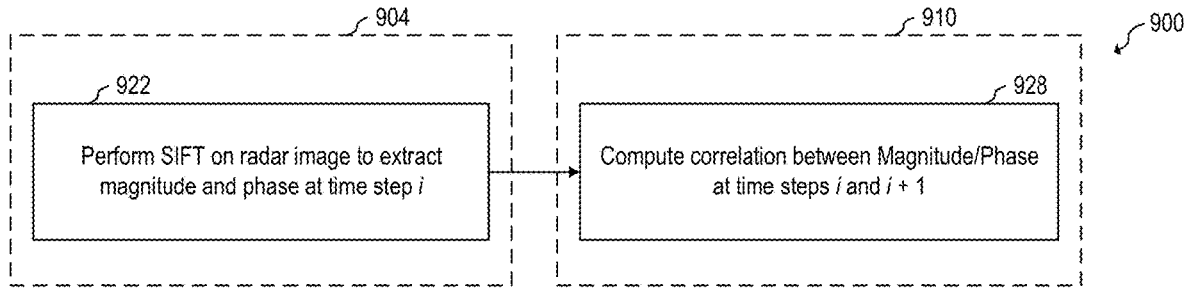 904
910
900
922
928
Perform SIFT on radar image to extract
magnitude and phase at time step i
Compute correlation between Magnitude/Phase
at time steps i and i + 1